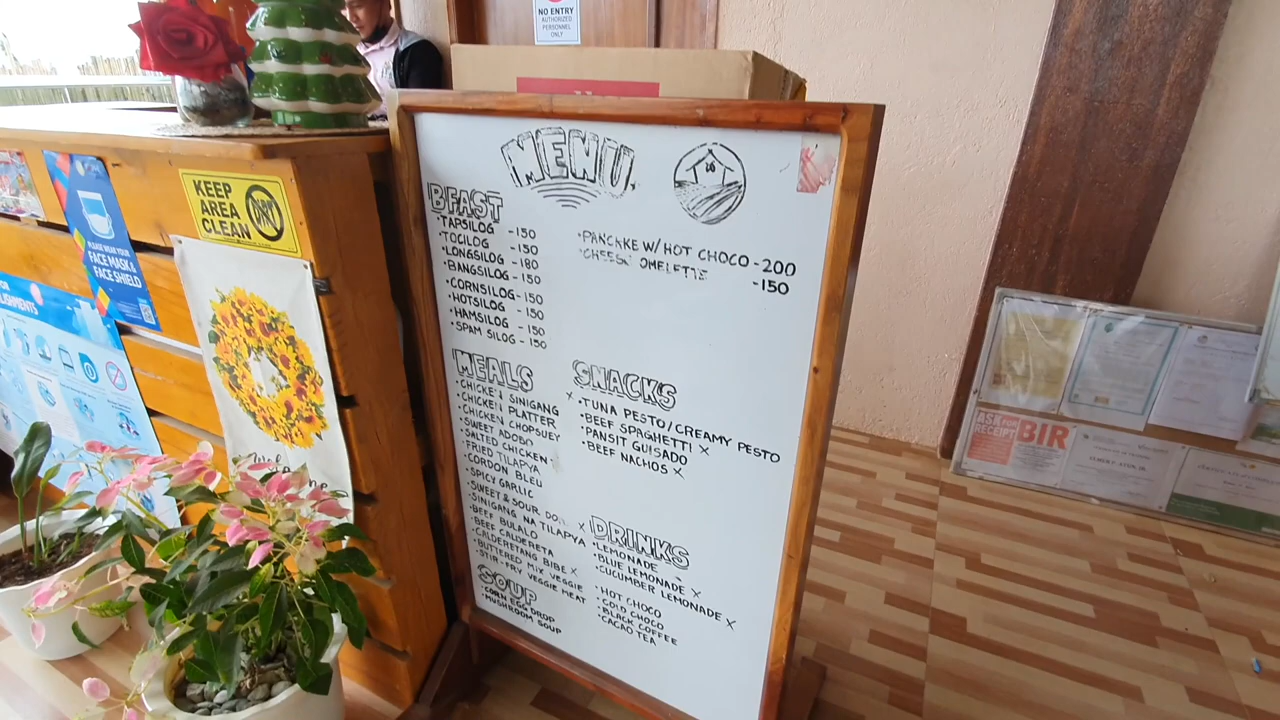 NO ENTRY
AUTHORIZED
PERSONNEL
ONLY
KEEP
AREA
CLEAN
PLEASE WEAR YOUR
FACE MASK &
FACE SHIELD
MENU
BFAST
·TAPSILOG -150
·TOCILOG -150
·LONGSILOG -180
·BANGSILOG -150
·CORNSILOG -150
·HOTSILOG -150
·HAMSILOG -150
·SPAM SILOG -150
·PANCAKE W/ HOT CHOCO -200
·CHEESE OMELETTE
-150
MEALS
·CHICKEN SINIGANG
·CHICKEN PLATTER
·CHICKEN CHOPSUEY
·SWEET ADOBO
·SALTED CHICKEN
·FRIED TILAPYA
·CORDON BLEU
·SPICY GARLIC
·SWEET & SOUR
·SINIGANG NA TILAPYA X
·BEEF BULALO
·BEEF CALDERETA
·CALDERETANG BIBE X
·BUTTERED MIX VEGGIE
·STIR-FRY VEGGIE MEAT
SOUP
·CORN EGG DROP
·MUSHROOM SOUP
SNACKS
X ·TUNA PESTO/CREAMY PESTO
·BEEF SPAGHETTI X
·PANSIT GUISADO
·BEEF NACHOS X
DRINKS
·LEMONADE
·BLUE LEMONADE X
·CUCUMBER LEMONADE X
·HOT CHOCO
·COLD CHOCO
·BLACK COFFEE
·CACAO TEA
ASK FOR
RECEIPT
BIR